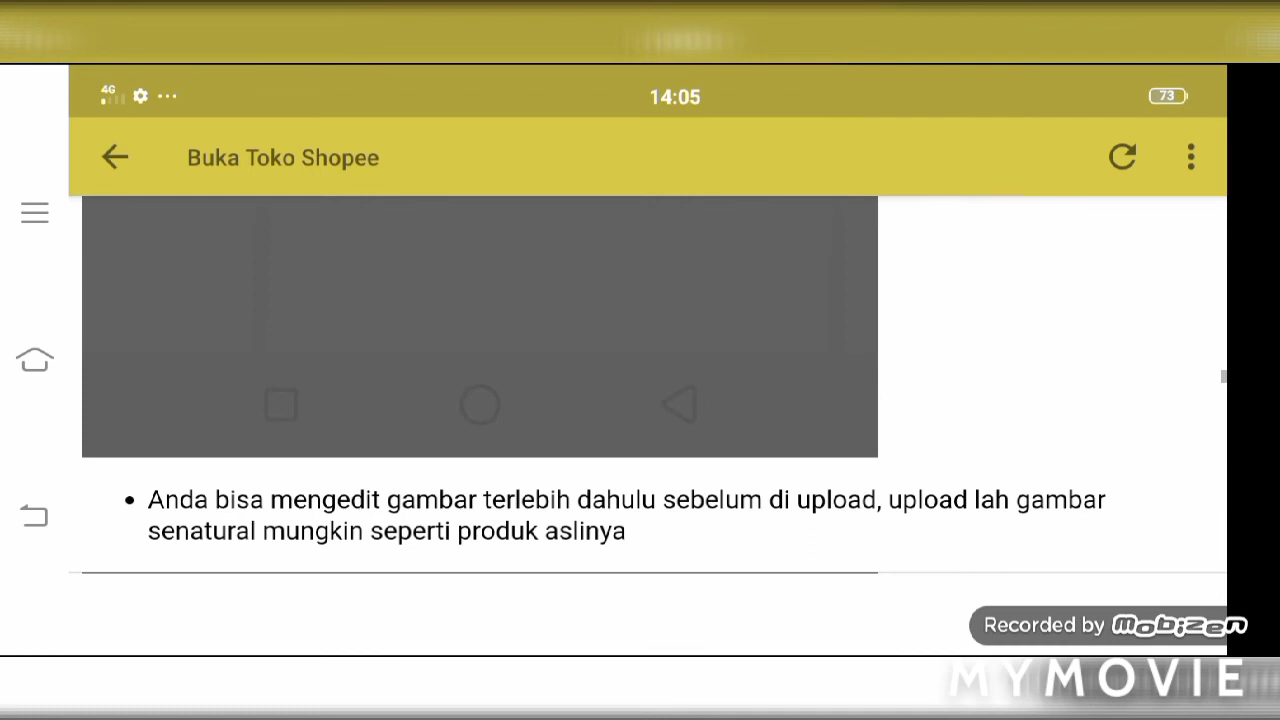 4G
14:05
73
Buka Toko Shopee
Anda bisa mengedit gambar terlebih dahulu sebelum di upload, upload lah gambar
senatural mungkin seperti produk aslinya
Recorded by mobizen
MYMOVIE